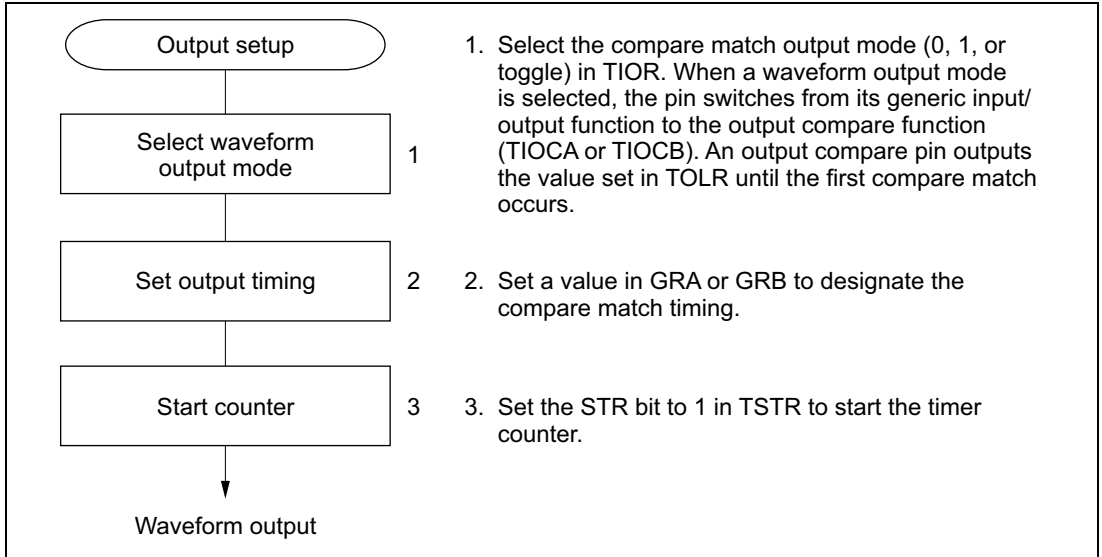 Output setup
Select waveform
output mode
1
Set output timing
2
Start counter
3
Waveform output
1. Select the compare match output mode (0, 1, or
toggle) in TIOR. When a waveform output mode
is selected, the pin switches from its generic input/
output function to the output compare function
(TIOCA or TIOCB). An output compare pin outputs
the value set in TOLR until the first compare match
occurs.
2. Set a value in GRA or GRB to designate the
compare match timing.
3. Set the STR bit to 1 in TSTR to start the timer
counter.